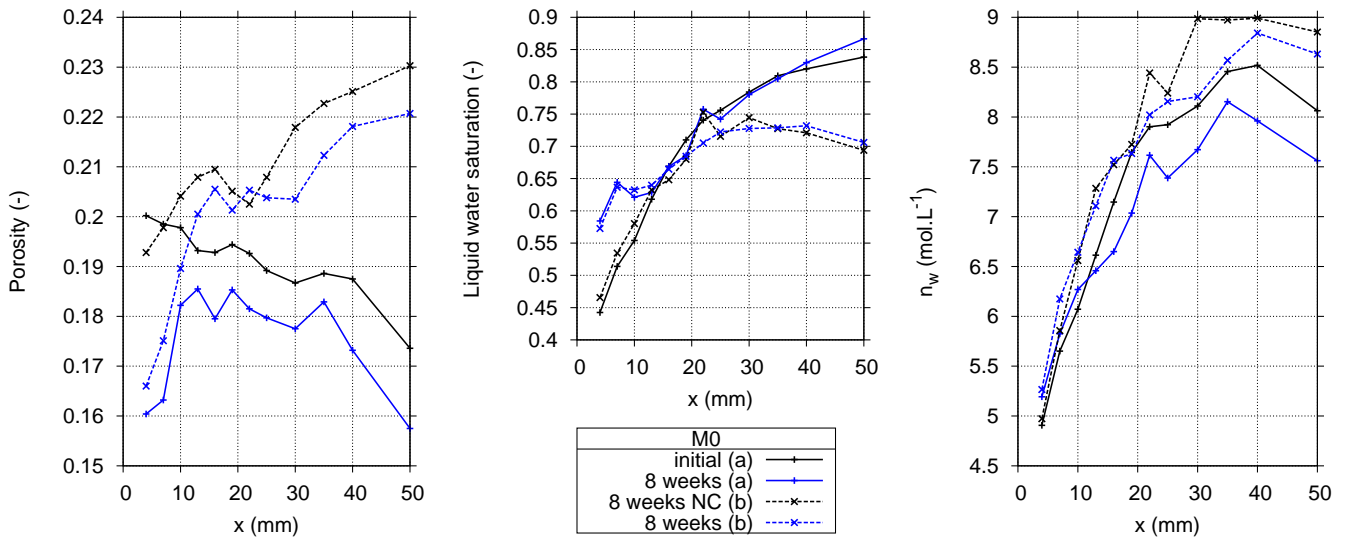 0.24
0.23
0.22
0.21
0.2
0.19
0.18
0.17
0.16
0.15
0 10 20 30 40 50
Porosity (-)
x (mm)
0.9
0.85
0.8
0.75
0.7
0.65
0.6
0.55
0.5
0.45
0.4
0 10 20 30 40 50
Liquid water saturation (-)
x (mm)
M0
initial (a)
8 weeks (a)
8 weeks NC (b)
8 weeks (b)
9
8.5
8
7.5
7
6.5
6
5.5
5
4.5
0 10 20 30 40 50
n_w (mol.L⁻¹)
x (mm)